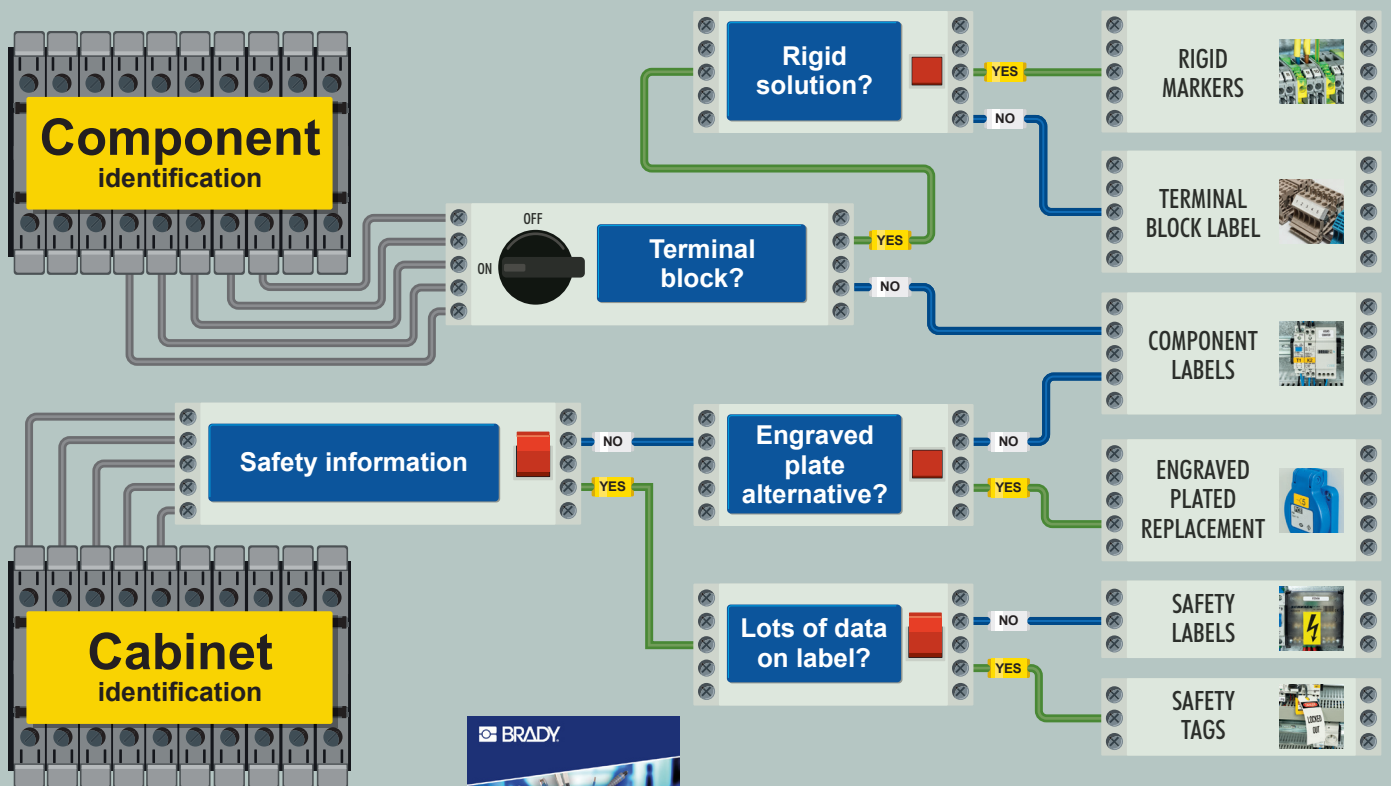 Component
identification
OFF
ON
Terminal
block?
YES
NO
Rigid
solution?
YES
NO
RIGID
MARKERS
TERMINAL
BLOCK LABEL
COMPONENT
LABELS
Safety information
NO
YES
Engraved
plate
alternative?
NO
YES
ENGRAVED
PLATED
REPLACEMENT
Cabinet
identification
Lots of data
on label?
NO
YES
SAFETY
LABELS
SAFETY
TAGS
LOCKED
OUT
BRADY